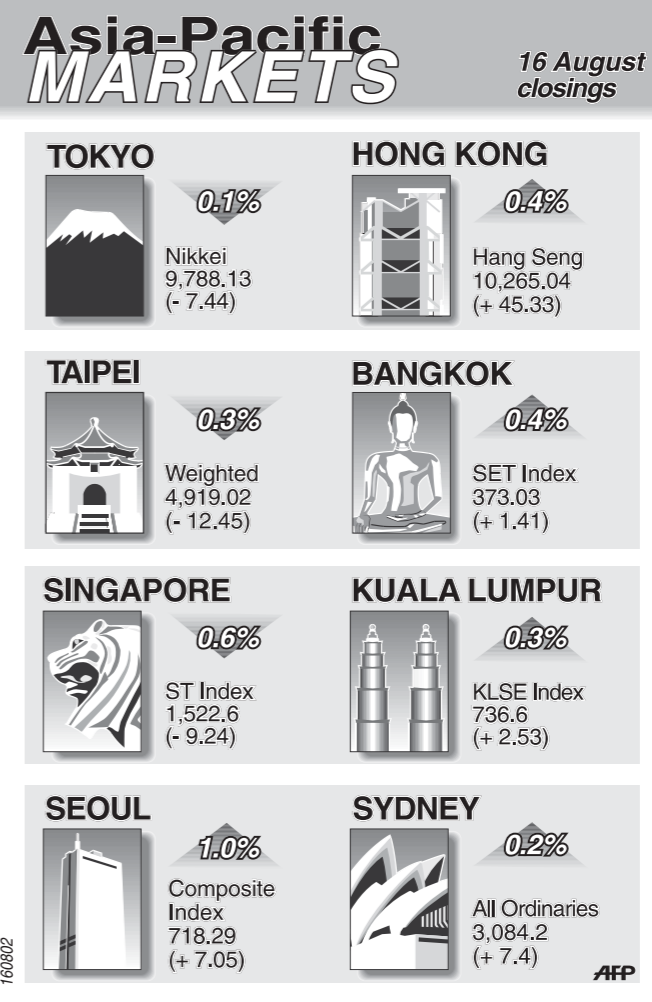 Asia-Pacific
MARKETS
16 August
closings
TOKYO
0.1%
Nikkei
9,788.13
(- 7.44)
HONG KONG
0.4%
Hang Seng
10,265.04
(+ 45.33)
TAIPEI
0.3%
Weighted
4,919.02
(- 12.45)
BANGKOK
0.4%
SET Index
373.03
(+ 1.41)
SINGAPORE
0.6%
ST Index
1,522.6
(- 9.24)
KUALA LUMPUR
0.3%
KLSE Index
736.6
(+ 2.53)
SEOUL
1.0%
Composite
Index
718.29
(+ 7.05)
SYDNEY
0.2%
All Ordinaries
3,084.2
(+ 7.4)
160802
AFP